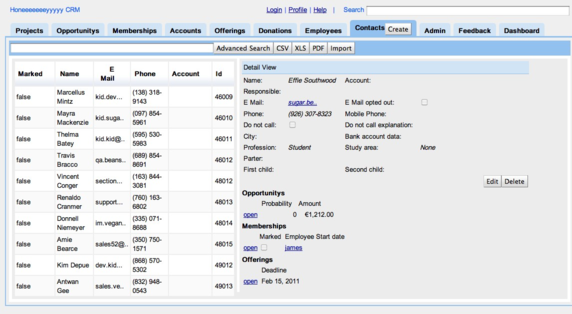 Honeeeeeeyyyyy CRM
Login | Profile | Help | Search
Projects Opportunitys Memberships Accounts Offerings Donations Employees Contacts Create Admin Feedback Dashboard
Advanced Search CSV XLS PDF Import
Marked Name E Mail Phone Account Id
false Marcellus Mintz kid.dev... (138) 318-9143 46009
false Mayra Mackenzie kid.suga.. (097) 854-5961 46010
false Thelma Batey kid.kid@.. (595) 530-5983 46011
false Travis Bracco qa.beans.. (689) 854-8691 46012
false Vincent Conger section... (163) 844-3081 48012
false Renaldo Cranmer support... (760) 163-6802 48013
false Donnell Niemeyer im.vegan.. (335) 071-8688 48014
false Amie Bearce sales52@.. (350) 750-1571 48015
false Kim Depue dev.kid... (868) 570-5302 49012
false Antwan Gee sales.ve.. (832) 948-0543 49013
Detail View
Name: Effie Southwood Account:
Responsible:
E Mail: sugar.be.. E Mail opted out:
Phone: (926) 307-8323 Mobile Phone:
Do not call: Do not call explanation:
City: Bank account data:
Profession: Student Study area: None
Parter:
First child: Second child:
Edit Delete
Opportunitys
Probability Amount
open 0 €1,212.00
Memberships
Marked Employee Start date
open james
Offerings
Deadline
open Feb 15, 2011